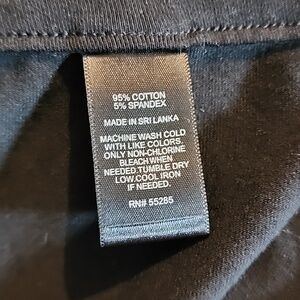 95% COTTON
5% SPANDEX
MADE IN SRI LANKA
MACHINE WASH COLD
WITH LIKE COLORS,
ONLY NON-CHLORINE
BLEACH WHEN
NEEDED.TUMBLE DRY
LOW.COOL IRON
IF NEEDED.
RN# 55285